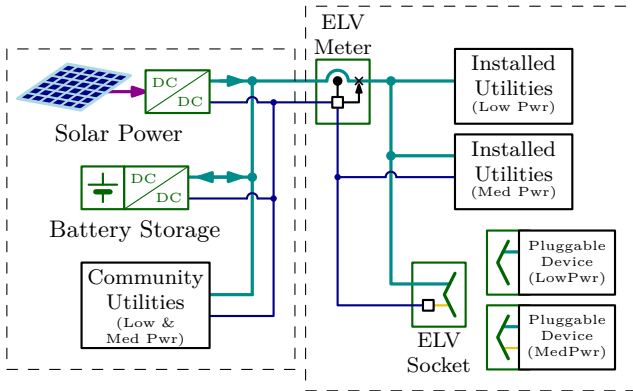 ELV
Meter
DC
DC
Solar Power
Installed
Utilities
(Low Pwr)
Installed
Utilities
(Med Pwr)
DC
DC
Battery Storage
Community
Utilities
(Low &
Med Pwr)
ELV
Socket
Pluggable
Device
(LowPwr)
Pluggable
Device
(MedPwr)